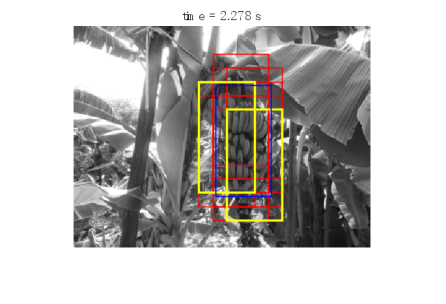 time = 2.278 s